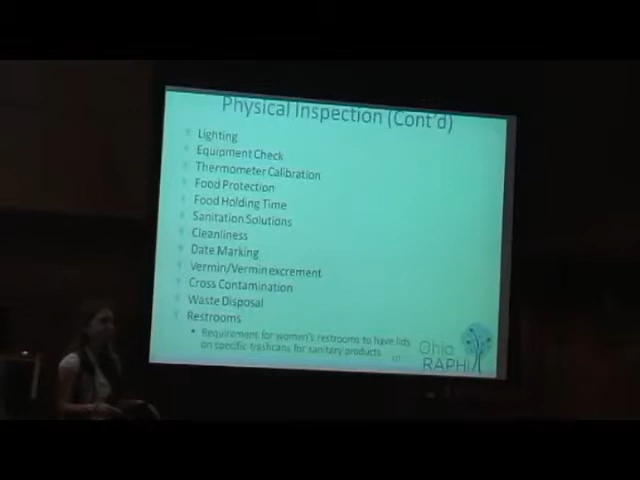 Physical Inspection (Cont'd)
Lighting
Equipment Check
Thermometer Calibration
Food Protection
Food Holding Time
Sanitation Solutions
Cleanliness
Date Marking
Vermin/Vermin excrement
Cross Contamination
Waste Disposal
Restrooms
Requirement for women's restrooms to have lids
on specific trashcans for sanitary products
Ohio
RAPHI